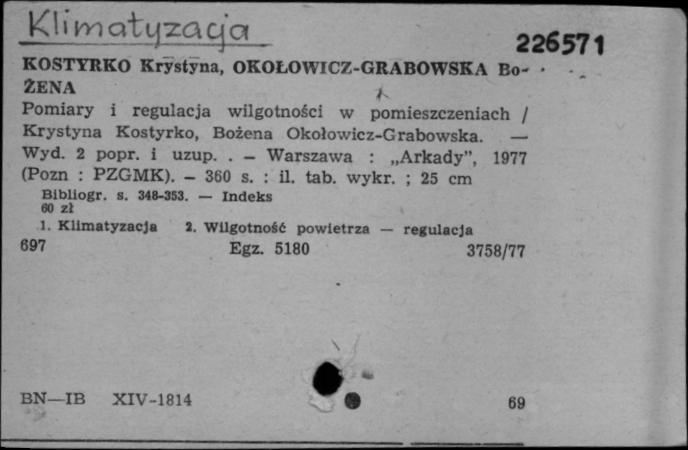 Klimatyzacja
226571
KOSTYRKO Krystyna, OKOŁOWICZ-GRABOWSKA Bo-
ŻENA
Pomiary i regulacja wilgotności w pomieszczeniach /
Krystyna Kostyrko, Bożena Okołowicz-Grabowska. —
Wyd. 2 popr. i uzup. . — Warszawa : „Arkady", 1977
(Pozn : PZGMK). — 360 s. : il. tab. wykr. ; 25 cm
Bibliogr. s. 348-353. — Indeks
60 zł
1. Klimatyzacja 2. Wilgotność powietrza — regulacja
697 Egz. 5180 3758/77
BN—IB XIV-1814 69